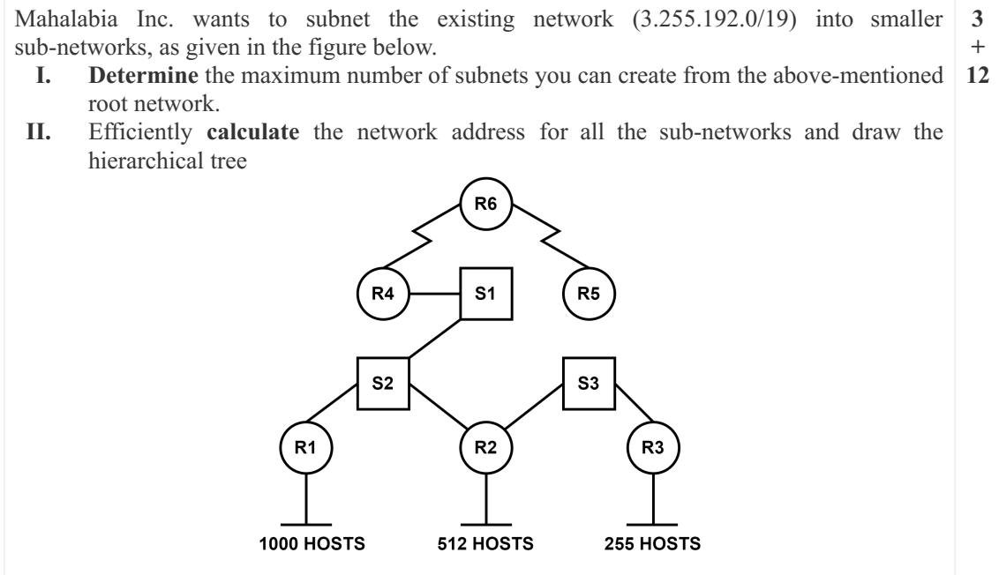 Mahalabia Inc. wants to subnet the existing network (3.255.192.0/19) into smaller
sub-networks, as given in the figure below.
I. Determine the maximum number of subnets you can create from the above-mentioned
root network.
II. Efficiently calculate the network address for all the sub-networks and draw the
hierarchical tree
3
+
12
R6
R4
S1
R5
S2
S3
R1
R2
R3
1000 HOSTS
512 HOSTS
255 HOSTS